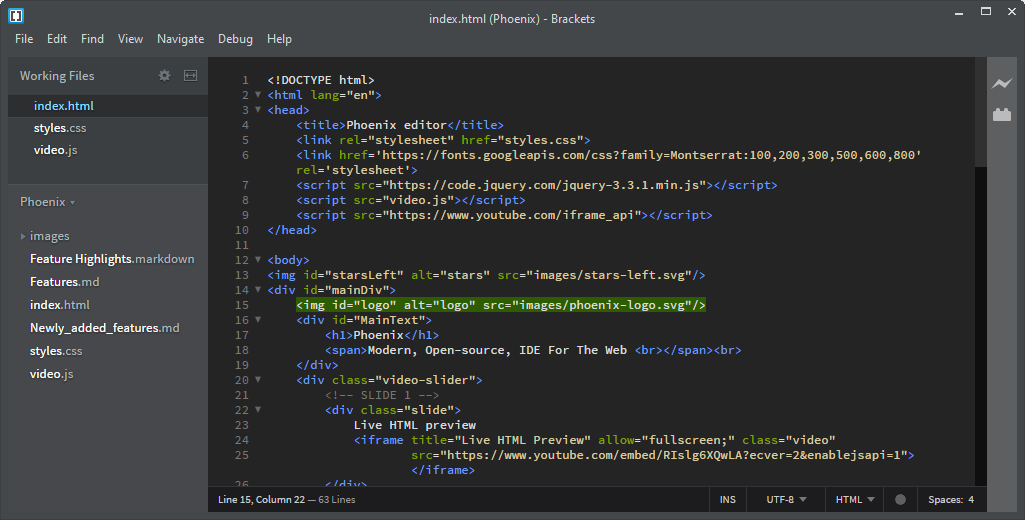 index.html (Phoenix) - Brackets
File Edit Find View Navigate Debug Help
Working Files
index.html
styles.css
video.js
Phoenix
images
Feature Highlights.markdown
Features.md
index.html
Newly_added_features.md
styles.css
video.js
1 <!DOCTYPE html>
2 <html lang="en">
3 <head>
4 <title>Phoenix editor</title>
5 <link rel="stylesheet" href="styles.css">
6 <link href='https://fonts.googleapis.com/css?family=Montserrat:100,200,300,500,600,800'
rel='stylesheet'>
7 <script src="https://code.jquery.com/jquery-3.3.1.min.js"></script>
8 <script src="video.js"></script>
9 <script src="https://www.youtube.com/iframe_api"></script>
10 </head>
11
12 <body>
13 <img id="starsLeft" alt="stars" src="images/stars-left.svg"/>
14 <div id="mainDiv">
15 <img id="logo" alt="logo" src="images/phoenix-logo.svg"/>
16 <div id="MainText">
17 <h1>Phoenix</h1>
18 <span>Modern, Open-source, IDE For The Web <br></span><br>
19 </div>
20 <div class="video-slider">
21 <!-- SLIDE 1 -->
22 <div class="slide">
23 Live HTML preview
24 <iframe title="Live HTML Preview" allow="fullscreen;" class="video"
25 src="https://www.youtube.com/embed/RIslg6XQwLA?ecver=2&enablejsapi=1">
</iframe>
26 </div>
Line 15, Column 22 — 63 Lines
INS UTF-8 HTML Spaces: 4